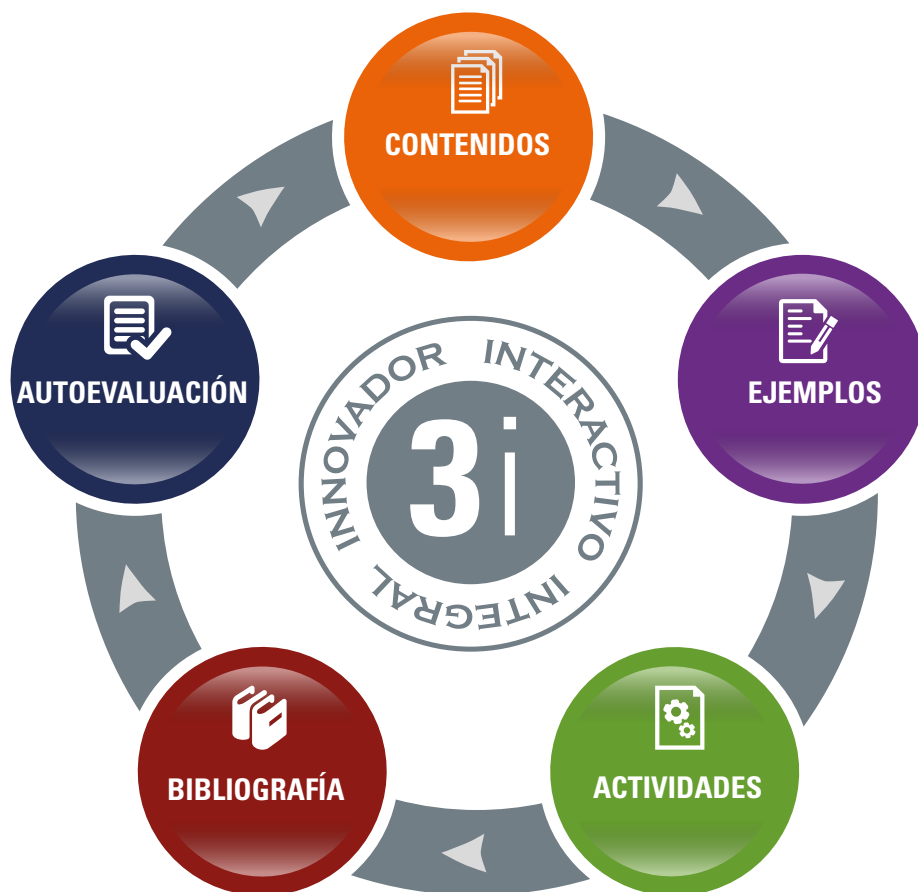 CONTENIDOS
EJEMPLOS
ACTIVIDADES
BIBLIOGRAFÍA
AUTOEVALUACIÓN
INNOVADOR INTERACTIVO INTEGRAL
3i